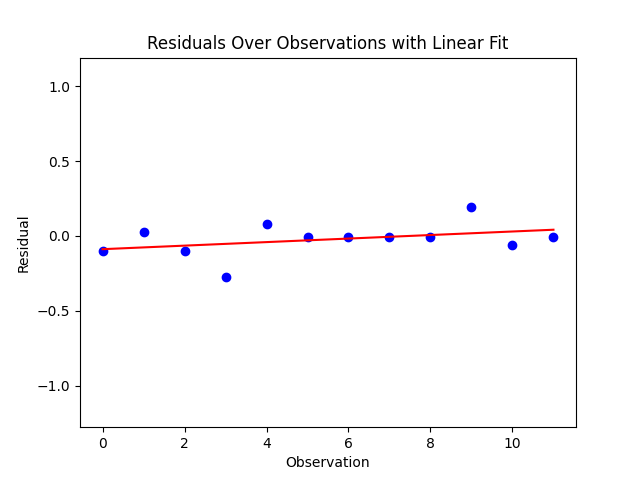 Residuals Over Observations with Linear Fit
1.0
0.5
0.0
−0.5
−1.0
Residual
0 2 4 6 8 10
Observation